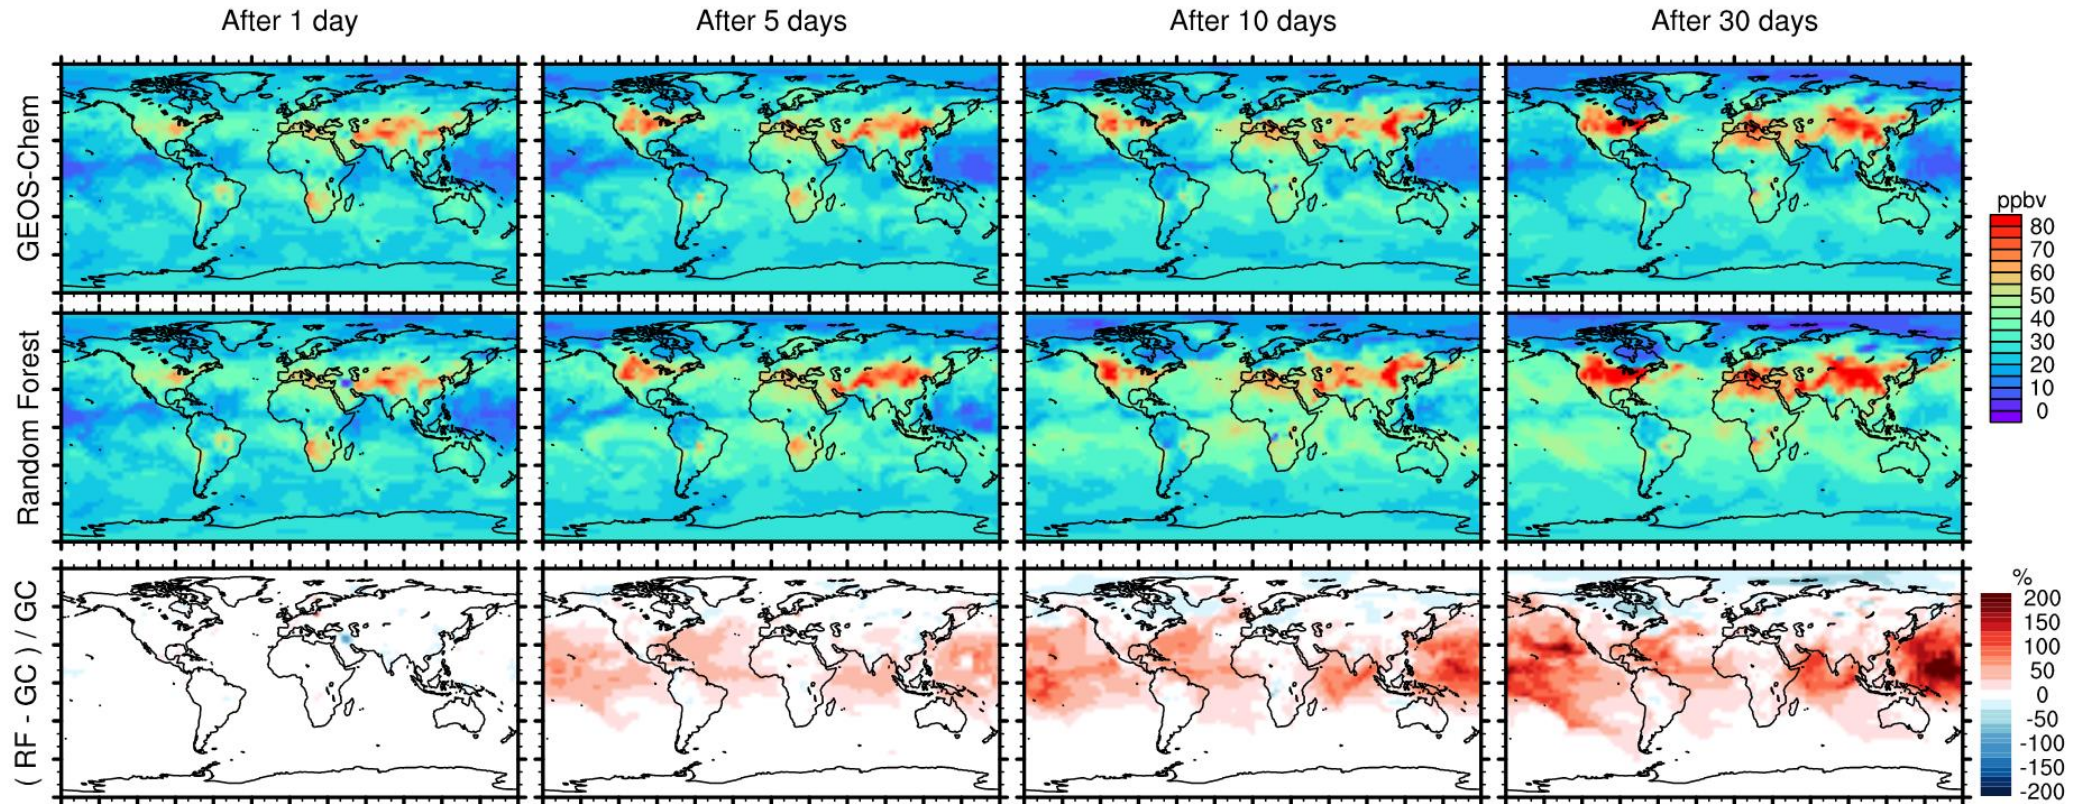 After 1 day
After 5 days
After 10 days
After 30 days
GEOS-Chem
Random Forest
( RF - GC ) / GC
ppbv
80
70
60
50
40
30
20
10
0
%
200
150
100
50
0
-50
-100
-150
-200